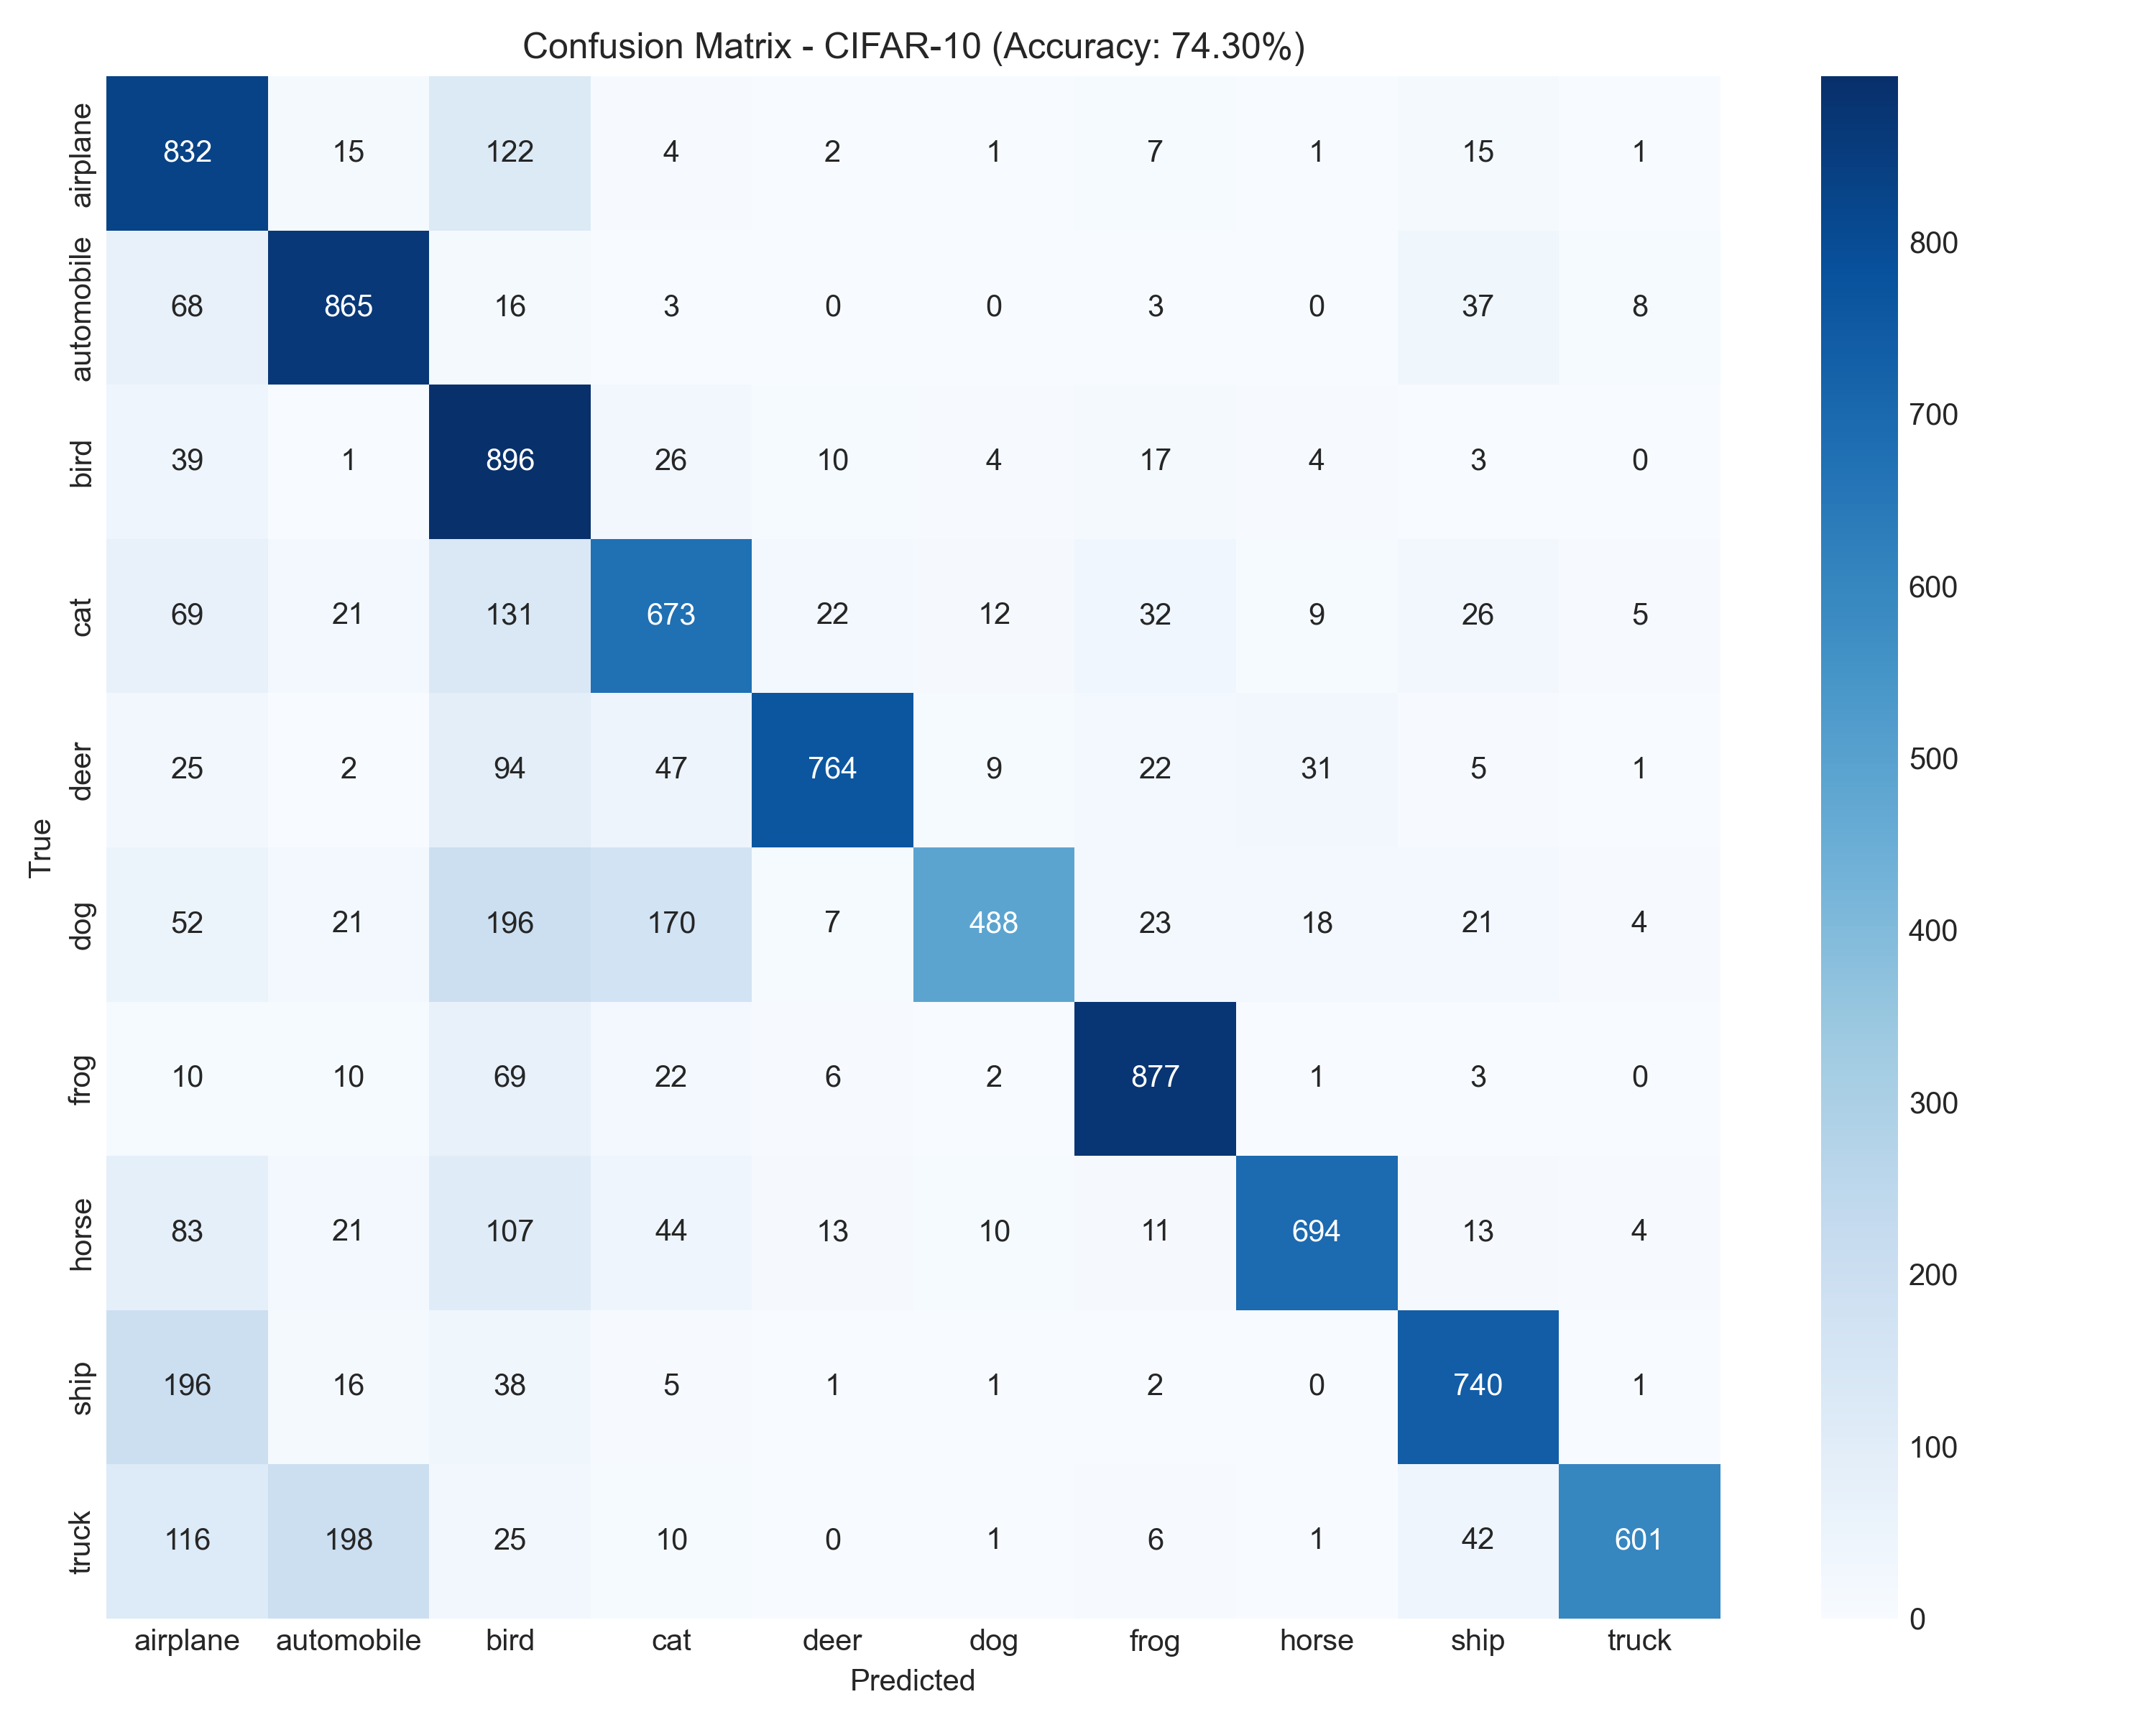 Confusion Matrix - CIFAR-10 (Accuracy: 74.30%)
airplane 832 15 122 4 2 1 7 1 15 1
automobile 68 865 16 3 0 0 3 0 37 8
bird 39 1 896 26 10 4 17 4 3 0
cat 69 21 131 673 22 12 32 9 26 5
deer 25 2 94 47 764 9 22 31 5 1
dog 52 21 196 170 7 488 23 18 21 4
frog 10 10 69 22 6 2 877 1 3 0
horse 83 21 107 44 13 10 11 694 13 4
ship 196 16 38 5 1 1 2 0 740 1
truck 116 198 25 10 0 1 6 1 42 601
airplane automobile bird cat deer dog frog horse ship truck
Predicted
True
800
700
600
500
400
300
200
100
0